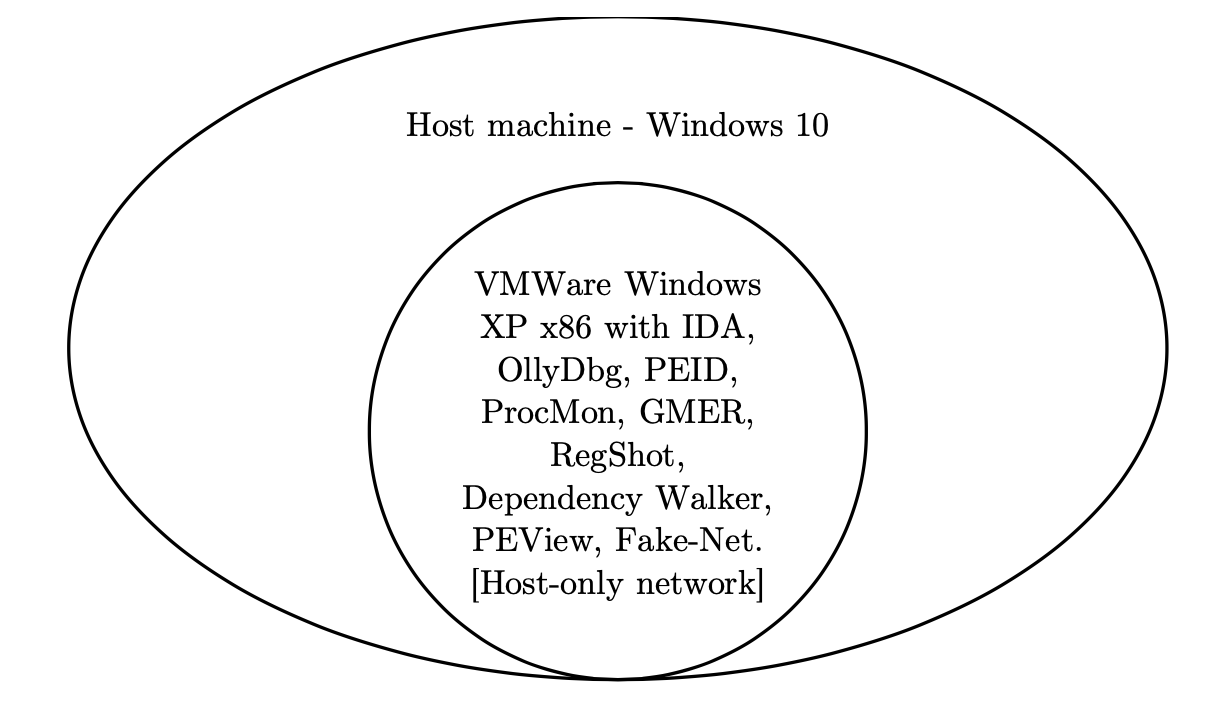 Host machine - Windows 10
VMWare Windows
XP x86 with IDA,
OllyDbg, PEID,
ProcMon, GMER,
RegShot,
Dependency Walker,
PEView, Fake-Net.
[Host-only network]